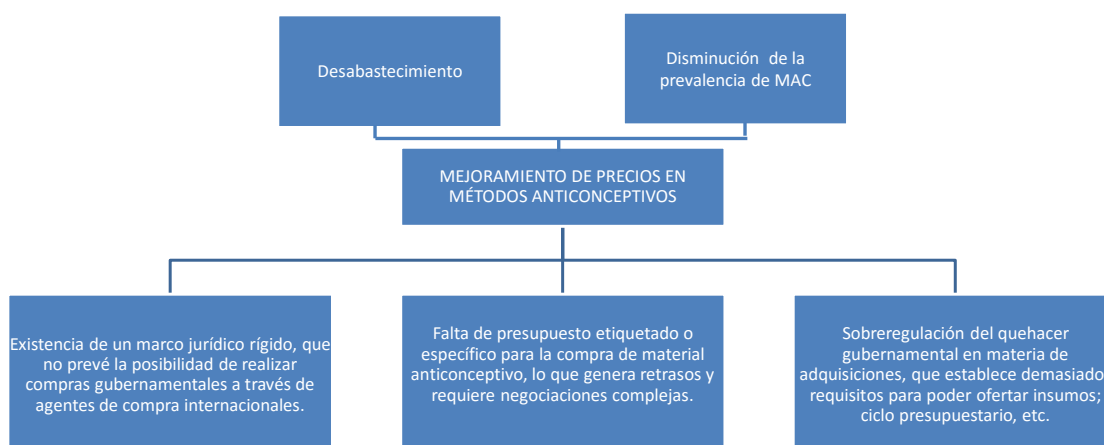 Desabastecimiento
Disminución de la
prevalencia de MAC
MEJORAMIENTO DE PRECIOS EN
MÉTODOS ANTICONCEPTIVOS
Existencia de un marco jurídico rígido, que
no prevé la posibilidad de realizar
compras gubernamentales a través de
agentes de compra internacionales.
Falta de presupuesto etiquetado o
específico para la compra de material
anticonceptivo, lo que genera retrasos y
requiere negociaciones complejas.
Sobreregulación del quehacer
gubernamental en materia de
adquisiciones, que establece demasiado
requisitos para poder ofertar insumos;
ciclo presupuestario, etc.